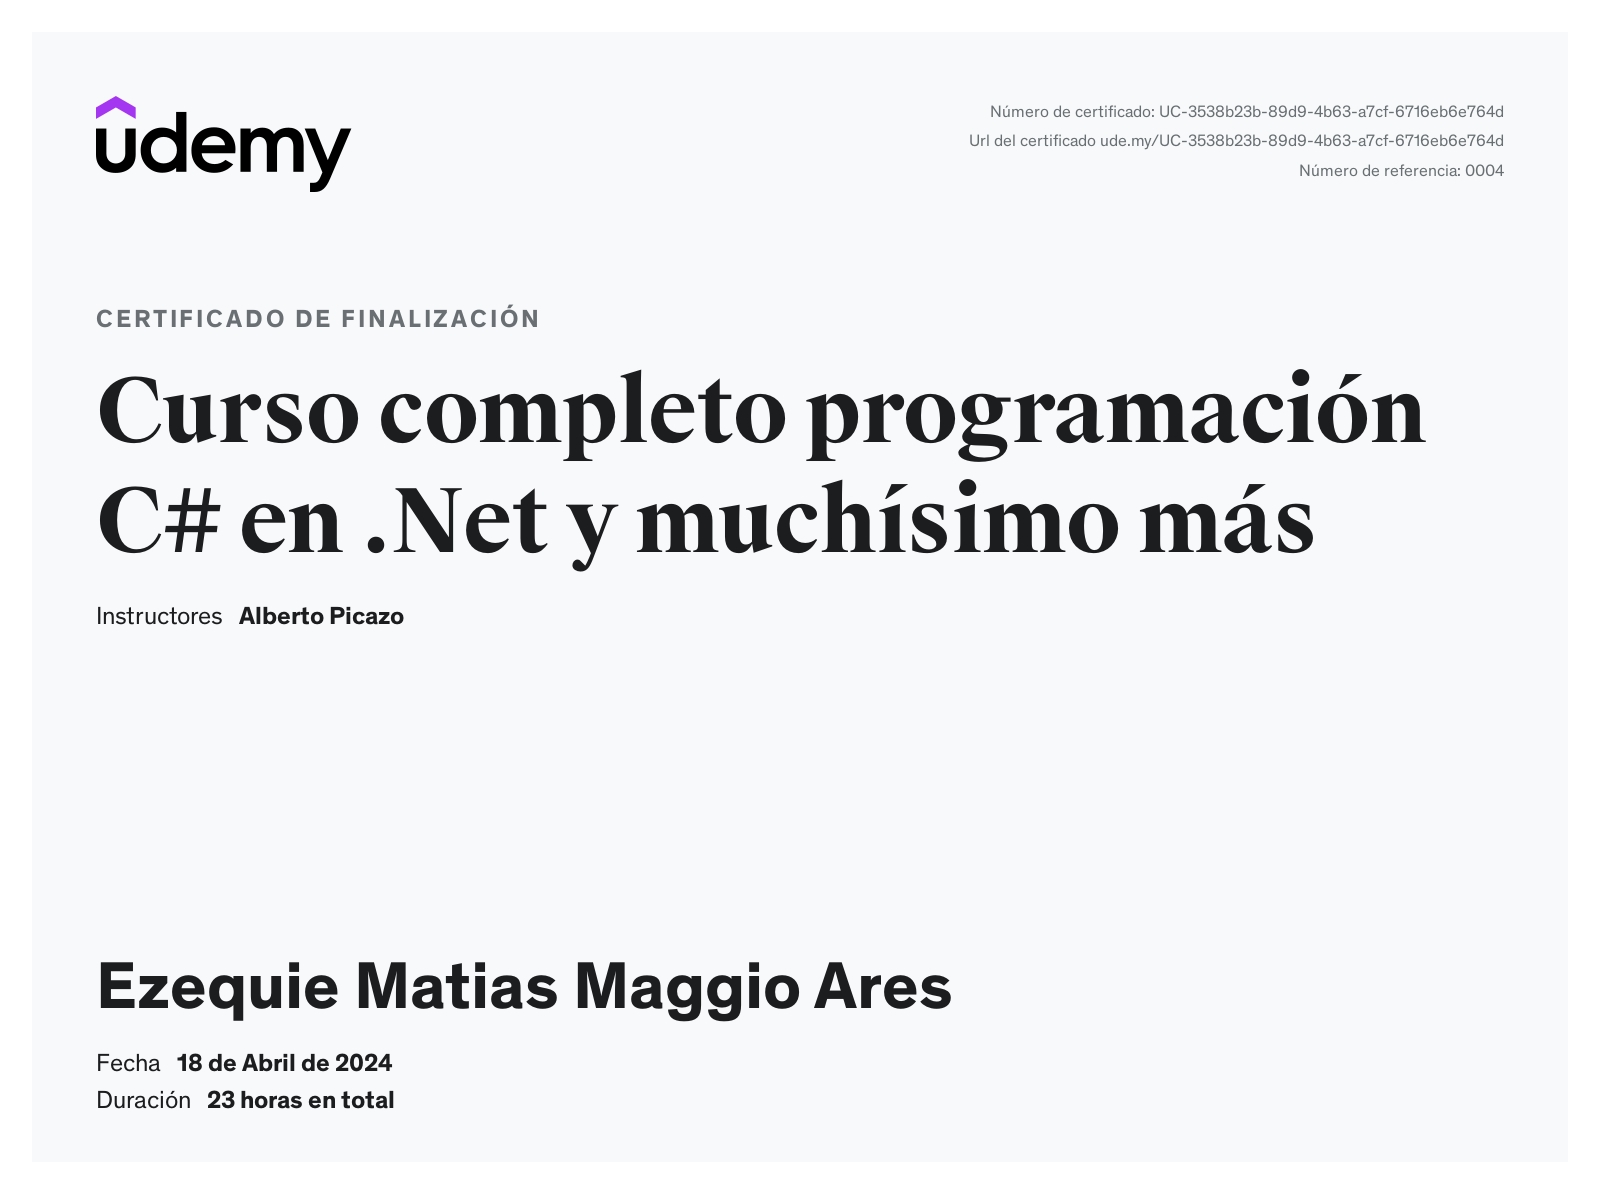 udemy
Número de certificado: UC-3538b23b-89d9-4b63-a7cf-6716eb6e764d
Url del certificado ude.my/UC-3538b23b-89d9-4b63-a7cf-6716eb6e764d
Número de referencia: 0004
CERTIFICADO DE FINALIZACIÓN
Curso completo programación
C# en .Net y muchísimo más
Instructores Alberto Picazo
Ezequie Matias Maggio Ares
Fecha 18 de Abril de 2024
Duración 23 horas en total